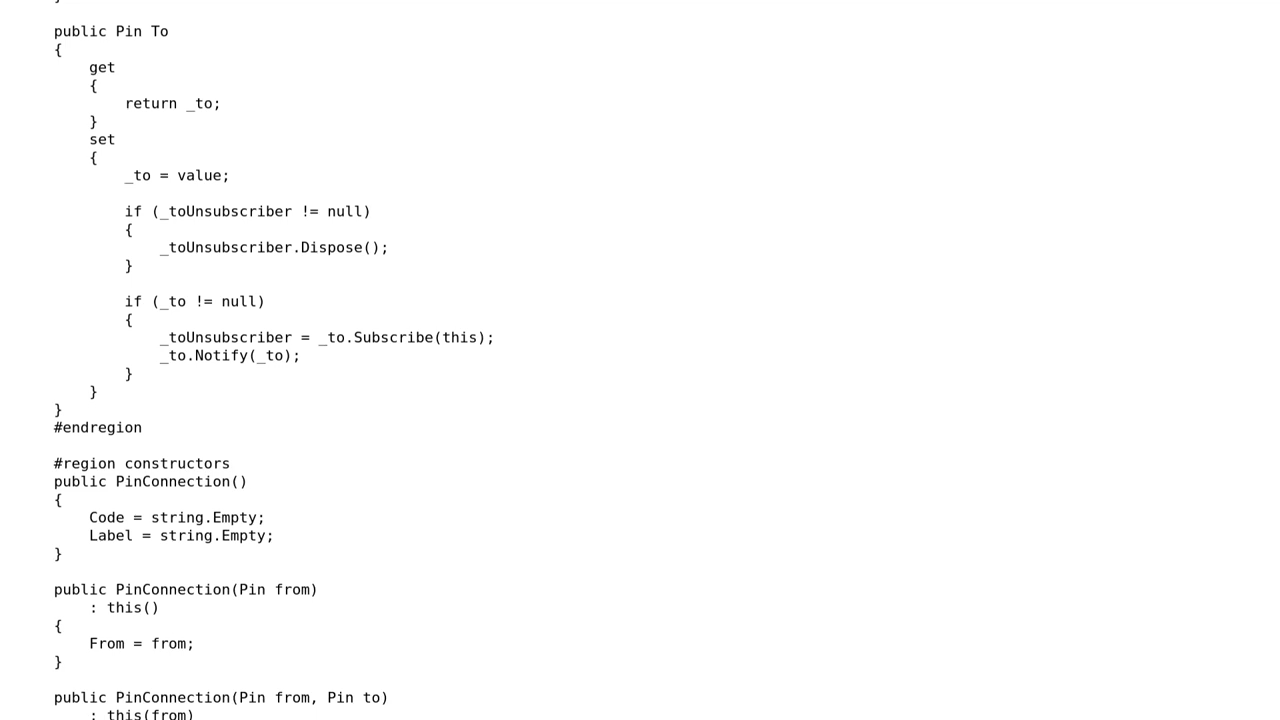 }
public Pin To
{
    get
    {
        return _to;
    }
    set
    {
        _to = value;

        if (_toUnsubscriber != null)
        {
            _toUnsubscriber.Dispose();
        }

        if (_to != null)
        {
            _toUnsubscriber = _to.Subscribe(this);
            _to.Notify(_to);
        }
    }
}
#endregion

#region constructors
public PinConnection()
{
    Code = string.Empty;
    Label = string.Empty;
}

public PinConnection(Pin from)
    : this()
{
    From = from;
}

public PinConnection(Pin from, Pin to)
    : this(from)